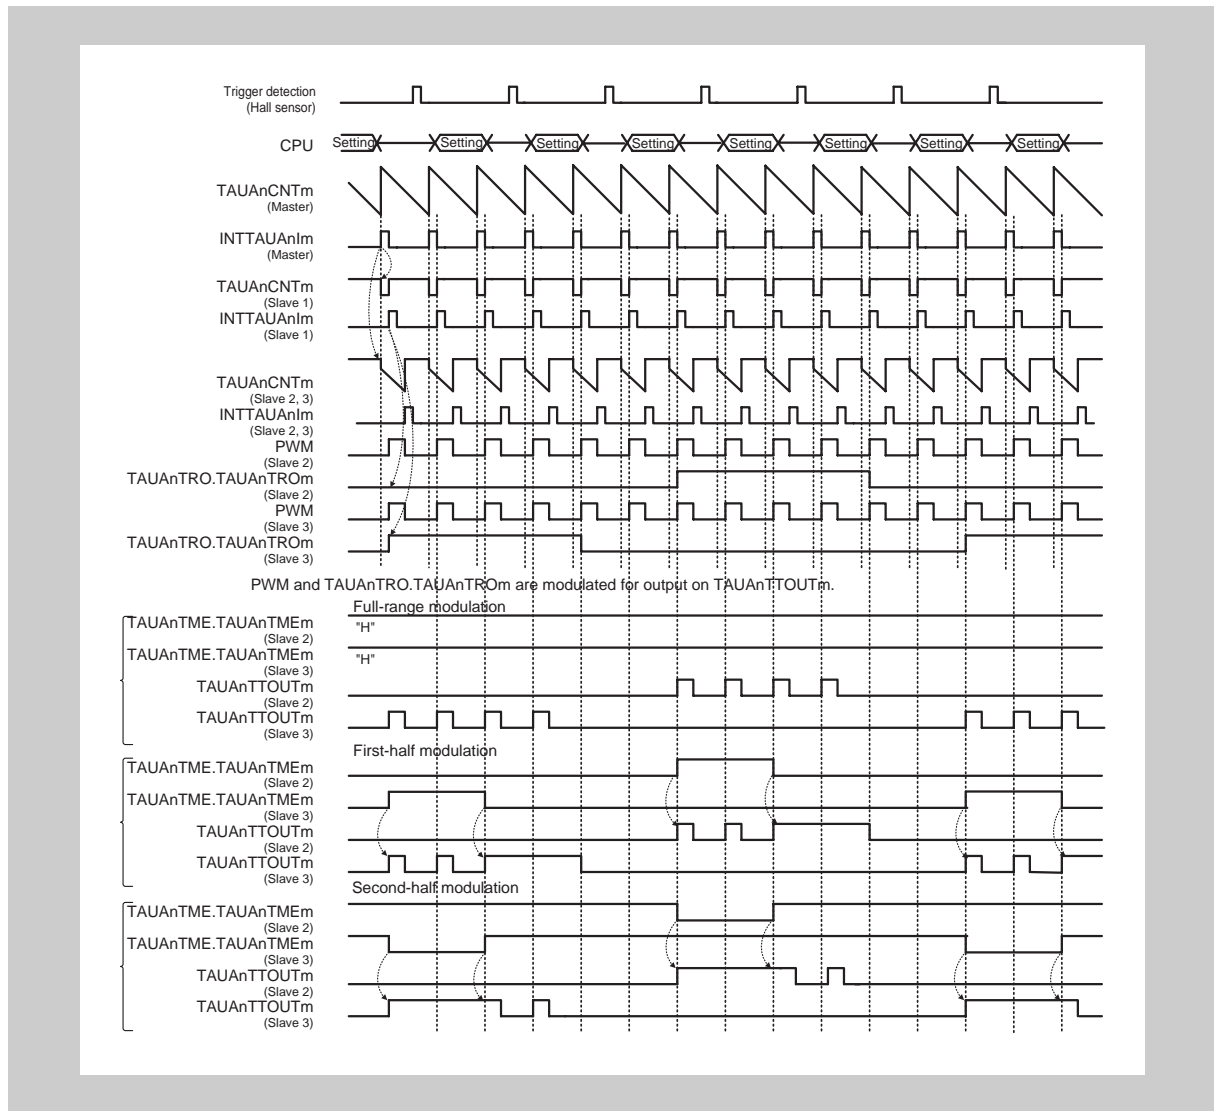 Trigger detection
(Hall sensor)
CPU
Setting
Setting
Setting
Setting
Setting
Setting
Setting
Setting
TAUAnCNTm
(Master)
INTTAUAnIm
(Master)
TAUAnCNTm
(Slave 1)
INTTAUAnIm
(Slave 1)
TAUAnCNTm
(Slave 2, 3)
INTTAUAnIm
(Slave 2, 3)
PWM
(Slave 2)
TAUAnTRO.TAUAnTROm
(Slave 2)
PWM
(Slave 3)
TAUAnTRO.TAUAnTROm
(Slave 3)
PWM and TAUAnTRO.TAUAnTROm are modulated for output on TAUAnTTOUTm.
Full-range modulation
TAUAnTME.TAUAnTMEm
(Slave 2)
"H"
TAUAnTME.TAUAnTMEm
(Slave 3)
"H"
TAUAnTTOUTm
(Slave 2)
TAUAnTTOUTm
(Slave 3)
First-half modulation
TAUAnTME.TAUAnTMEm
(Slave 2)
TAUAnTME.TAUAnTMEm
(Slave 3)
TAUAnTTOUTm
(Slave 2)
TAUAnTTOUTm
(Slave 3)
Second-half modulation
TAUAnTME.TAUAnTMEm
(Slave 2)
TAUAnTME.TAUAnTMEm
(Slave 3)
TAUAnTTOUTm
(Slave 2)
TAUAnTTOUTm
(Slave 3)